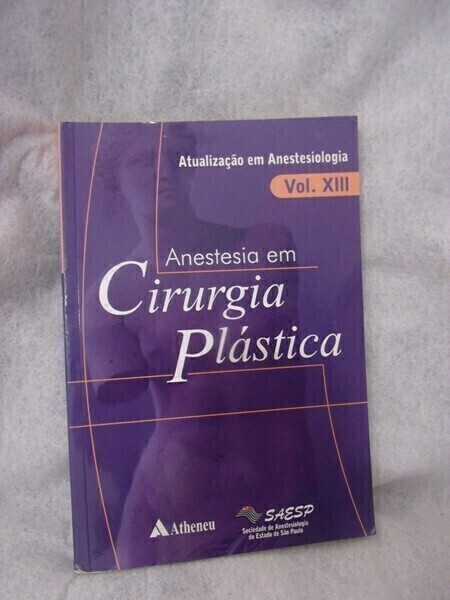 Atualização em Anestesiologia
Vol. XIII
Anestesia em
Cirurgia
Plástica
Atheneu
SAESP
Sociedade de Anestesiologia
do Estado de São Paulo